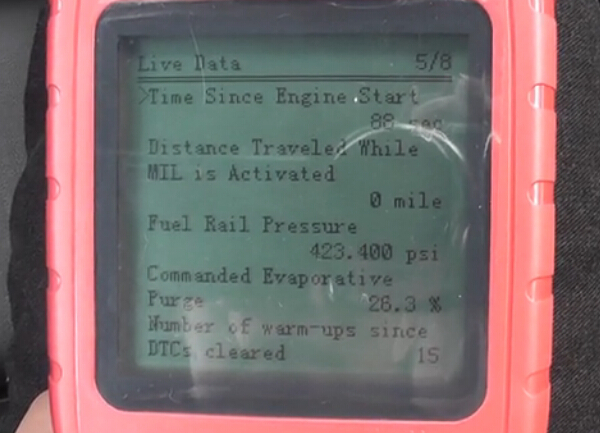 Live Data 5/8
>Time Since Engine Start
88 sec
Distance Traveled While
MIL is Activated
0 mile
Fuel Rail Pressure
423.400 psi
Commanded Evaporative
Purge 26.3 %
Number of warm-ups since
DTCs cleared 15